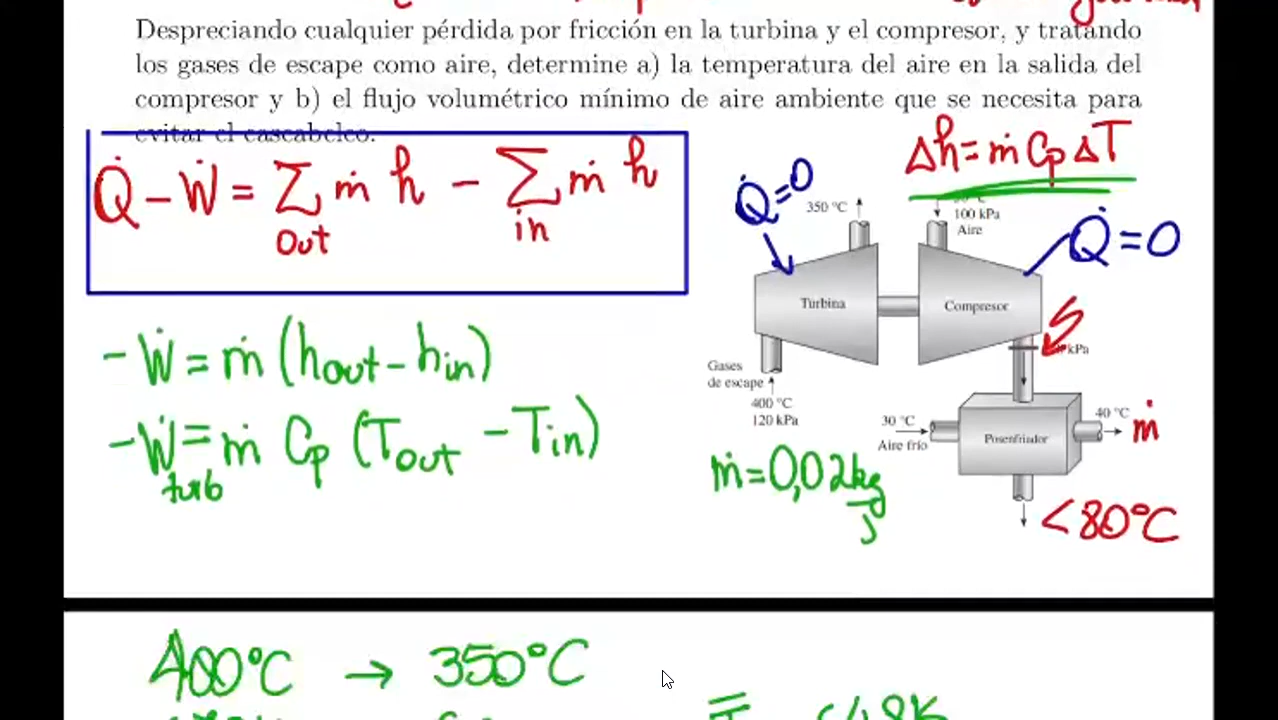 Despreciando cualquier pérdida por fricción en la turbina y el compresor, y tratando
los gases de escape como aire, determine a) la temperatura del aire en la salida del
compresor y b) el flujo volumétrico mínimo de aire ambiente que se necesita para
evitar el cascabeleo.
Q̇ - Ẇ = Σ ṁ h - Σ ṁ h
out in
Δh = ṁ Cp ΔT
Q̇=0
350 °C
100 kPa
Aire
Q̇=0
Turbina
Compresor
kPa
Gases
de escape
400 °C
120 kPa
30 °C
Aire frío
Posenfriador
40 °C
ṁ
ṁ=0,02 kg/s
<80°C
-Ẇ = ṁ (hout - hin)
-Ẇturb = ṁ Cp (Tout - Tin)
400°C → 350°C